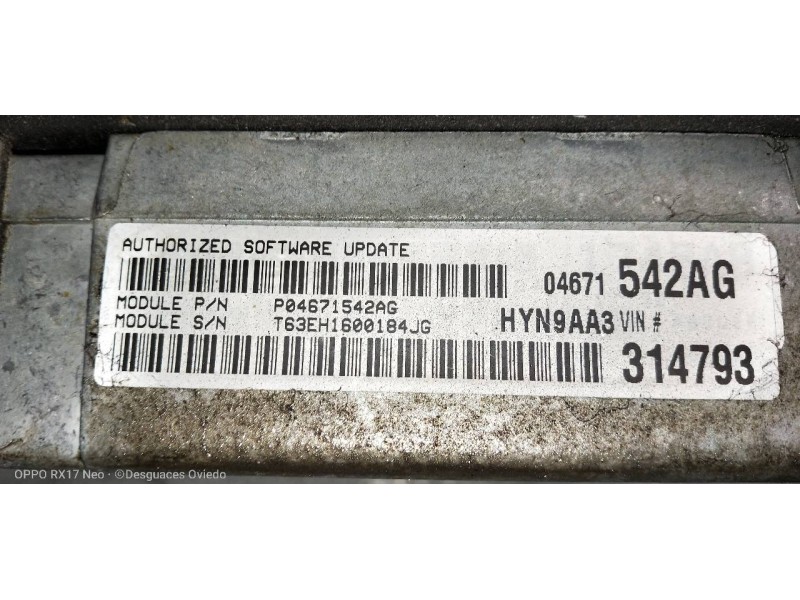 AUTHORIZED SOFTWARE UPDATE
04671 542AG
MODULE P/N P04671542AG
MODULE S/N T63EH1600184JG
HYN9AA3 VIN #
314793
OPPO RX17 Neo · ©Desguaces Oviedo